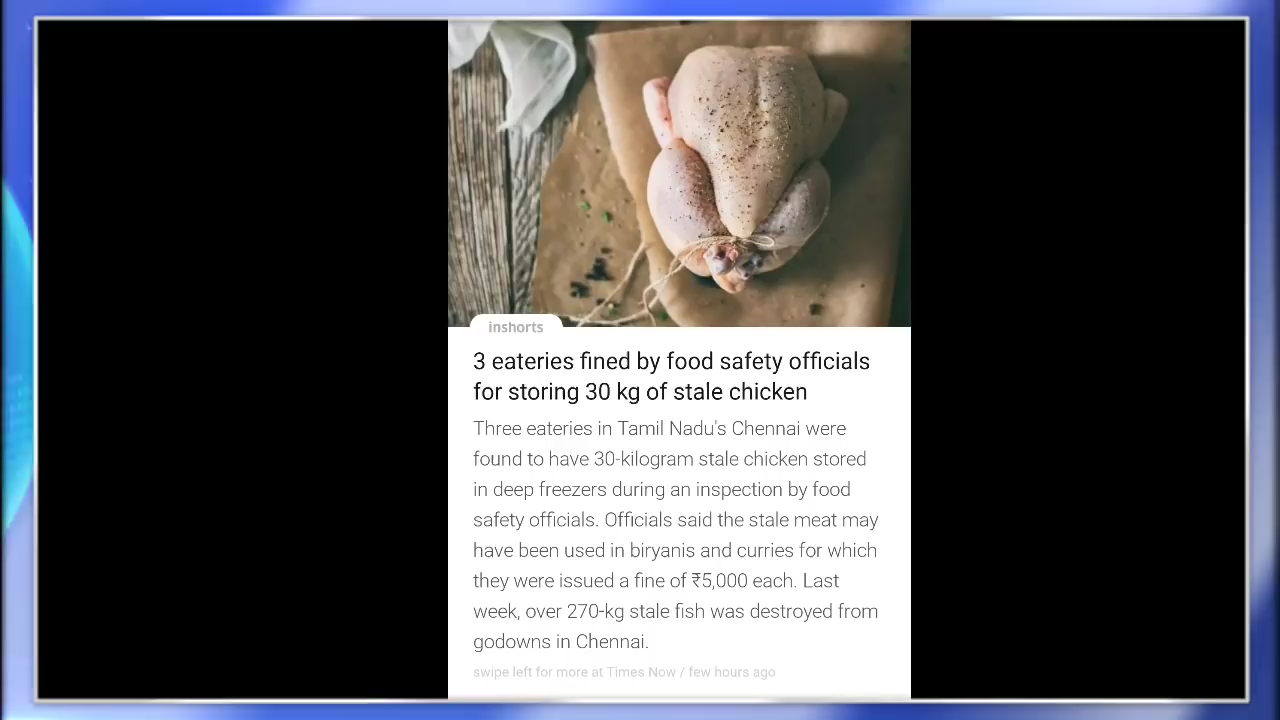 inshorts
3 eateries fined by food safety officials
for storing 30 kg of stale chicken
Three eateries in Tamil Nadu's Chennai were
found to have 30-kilogram stale chicken stored
in deep freezers during an inspection by food
safety officials. Officials said the stale meat may
have been used in biryanis and curries for which
they were issued a fine of ₹5,000 each. Last
week, over 270-kg stale fish was destroyed from
godowns in Chennai.
swipe left for more at Times Now / few hours ago